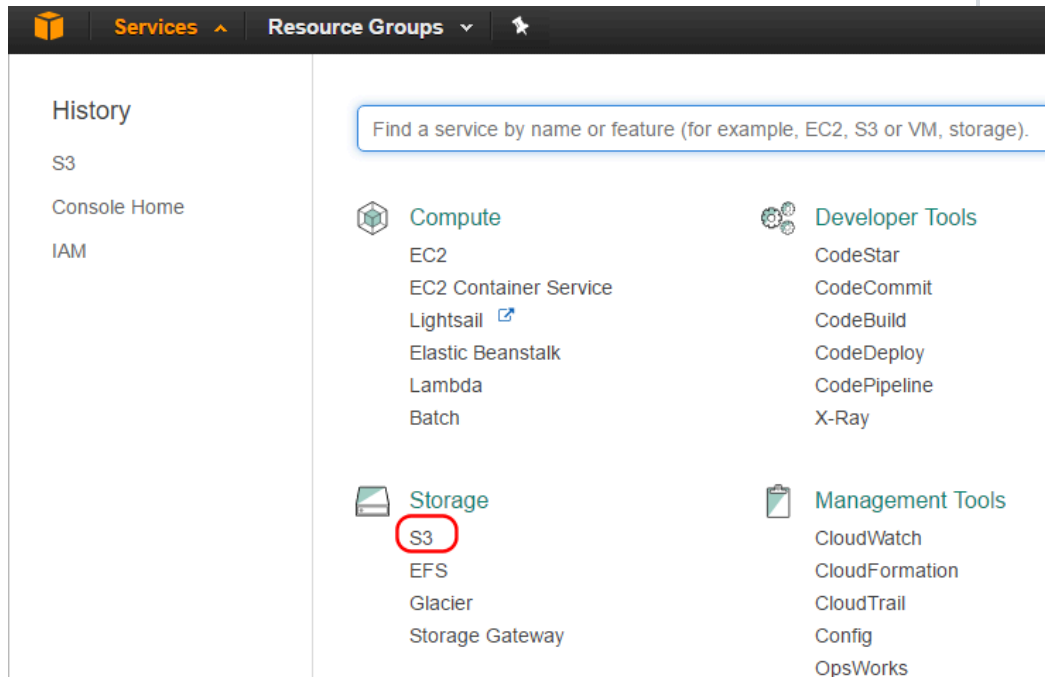 Services Resource Groups
History
S3
Console Home
IAM
Find a service by name or feature (for example, EC2, S3 or VM, storage).
Compute
EC2
EC2 Container Service
Lightsail
Elastic Beanstalk
Lambda
Batch
Developer Tools
CodeStar
CodeCommit
CodeBuild
CodeDeploy
CodePipeline
X-Ray
Storage
S3
EFS
Glacier
Storage Gateway
Management Tools
CloudWatch
CloudFormation
CloudTrail
Config
OpsWorks